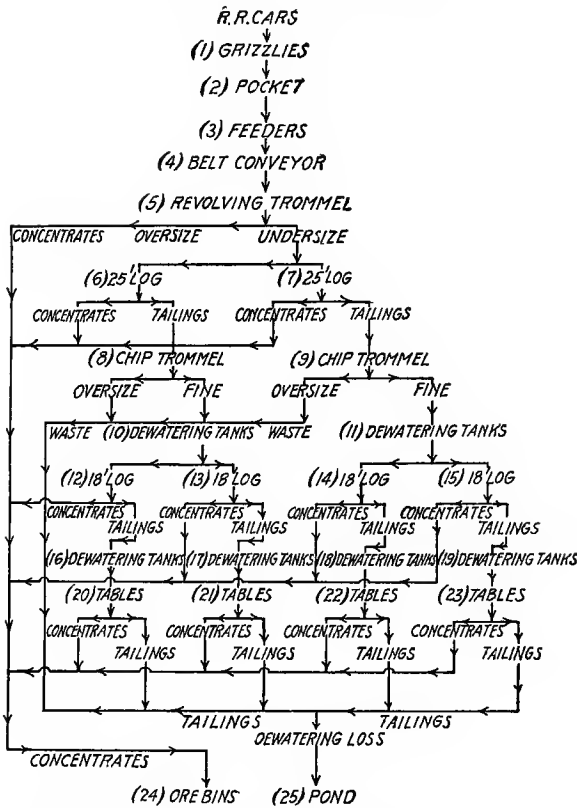 R.R.CARS
(1) GRIZZLIES
(2) POCKET
(3) FEEDERS
(4) BELT CONVEYOR
(5) REVOLVING TROMMEL
CONCENTRATES OVERSIZE UNDERSIZE
(6) 25' LOG (7) 25' LOG
CONCENTRATES TAILINGS CONCENTRATES TAILINGS
(8) CHIP TROMMEL (9) CHIP TROMMEL
OVERSIZE FINE OVERSIZE FINE
WASTE (10) DEWATERING TANKS WASTE (11) DEWATERING TANKS
(12) 18' LOG (13) 18' LOG (14) 18' LOG (15) 18 LOG
CONCENTRATES CONCENTRATES CONCENTRATES CONCENTRATES
TAILINGS TAILINGS TAILINGS TAILINGS
(16) DEWATERING TANKS (17) DEWATERING TANKS (18) DEWATERING TANKS (19) DEWATERING TANKS
(20) TABLES (21) TABLES (22) TABLES (23) TABLES
CONCENTRATES CONCENTRATES CONCENTRATES CONCENTRATES
TAILINGS TAILINGS TAILINGS TAILINGS
TAILINGS TAILINGS
DEWATERING LOSS
CONCENTRATES
(24) ORE BINS (25) POND